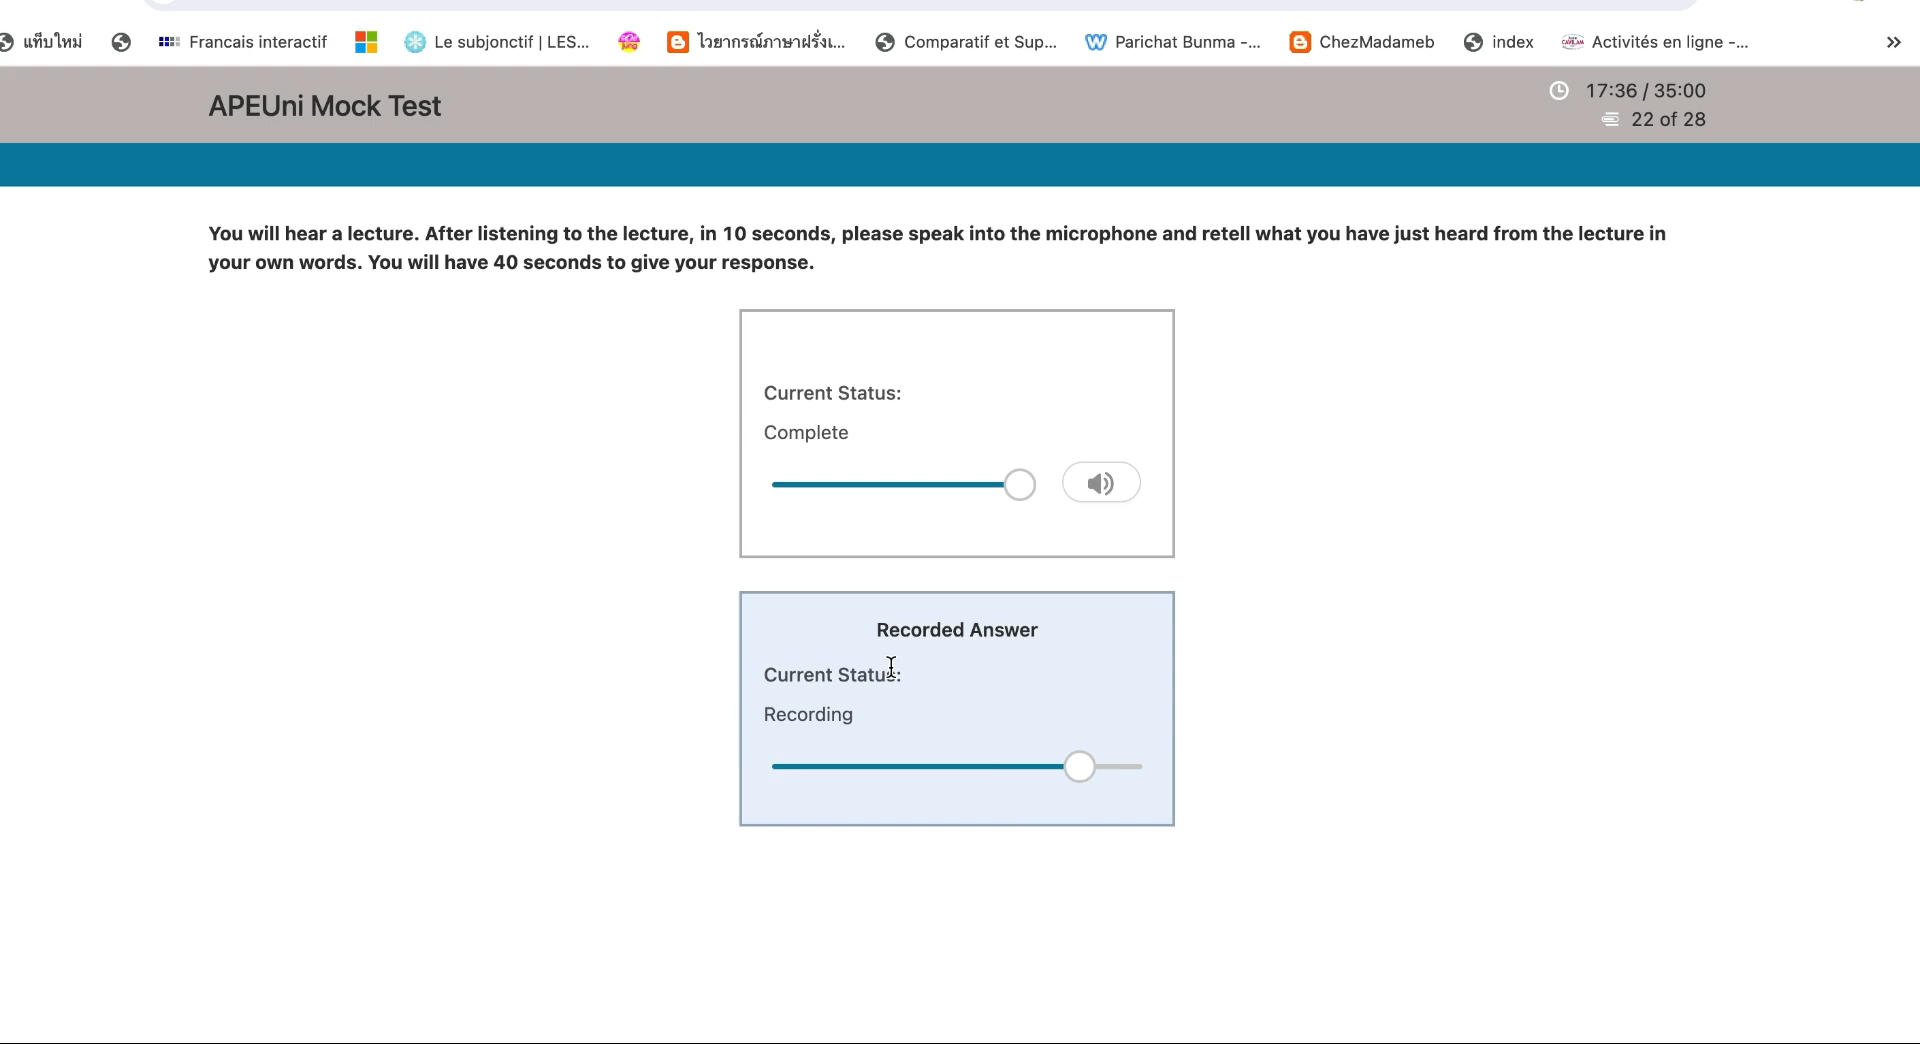 แท็บใหม่
Francais interactif
Le subjonctif | LES...
ไวยากรณ์ภาษาฝรั่งเ...
Comparatif et Sup...
Parichat Bunma -...
ChezMadameb
index
Activités en ligne -...
APEUni Mock Test
17:36 / 35:00
22 of 28
You will hear a lecture. After listening to the lecture, in 10 seconds, please speak into the microphone and retell what you have just heard from the lecture in
your own words. You will have 40 seconds to give your response.
Current Status:
Complete
Recorded Answer
Current Status:
Recording